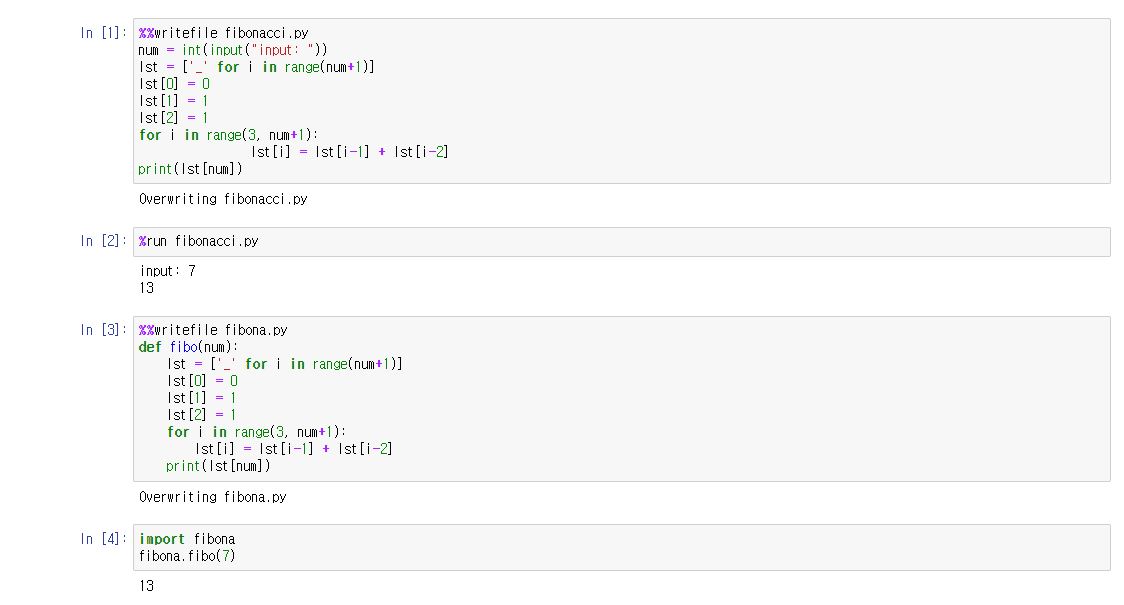 In [1]:
%%writefile fibonacci.py
num = int(input("input: "))
lst = ['_' for i in range(num+1)]
lst[0] = 0
lst[1] = 1
lst[2] = 1
for i in range(3, num+1):
                lst[i] = lst[i-1] + lst[i-2]
print(lst[num])
Overwriting fibonacci.py
In [2]:
%run fibonacci.py
input: 7
13
In [3]:
%%writefile fibona.py
def fibo(num):
    lst = ['_' for i in range(num+1)]
    lst[0] = 0
    lst[1] = 1
    lst[2] = 1
    for i in range(3, num+1):
        lst[i] = lst[i-1] + lst[i-2]
    print(lst[num])
Overwriting fibona.py
In [4]:
import fibona
fibona.fibo(7)
13